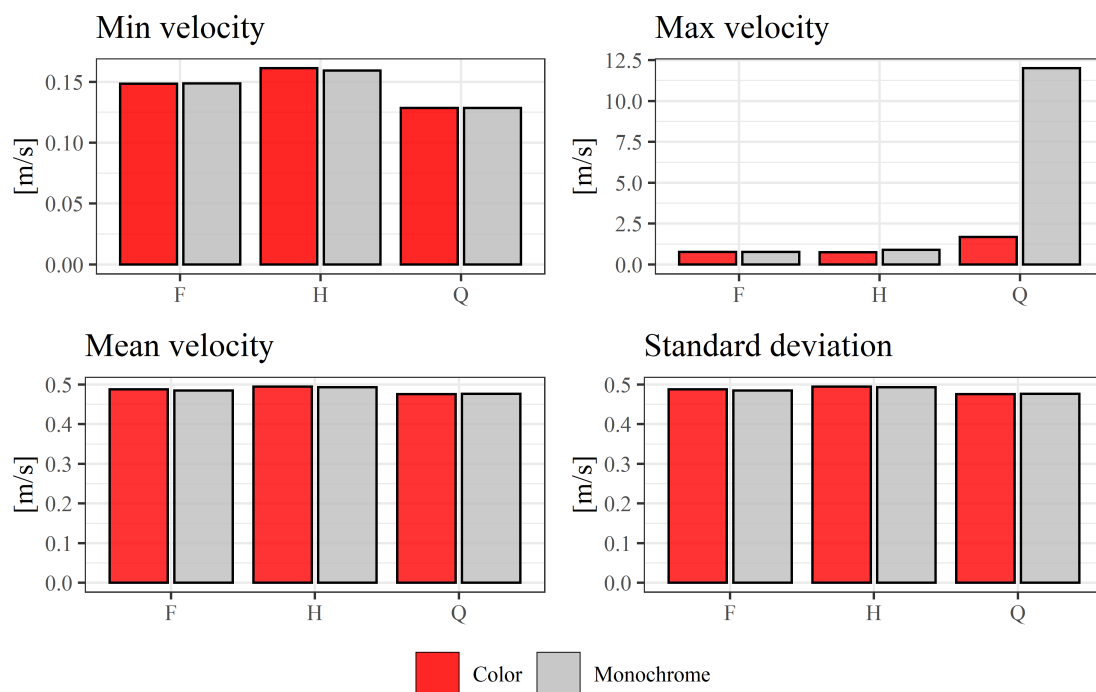 Min velocity
[m/s]
0.15
0.10
0.05
0.00
F H Q
Max velocity
[m/s]
12.5
10.0
7.5
5.0
2.5
0.0
F H Q
Mean velocity
[m/s]
0.5
0.4
0.3
0.2
0.1
0.0
F H Q
Standard deviation
[m/s]
0.5
0.4
0.3
0.2
0.1
0.0
F H Q
Color Monochrome